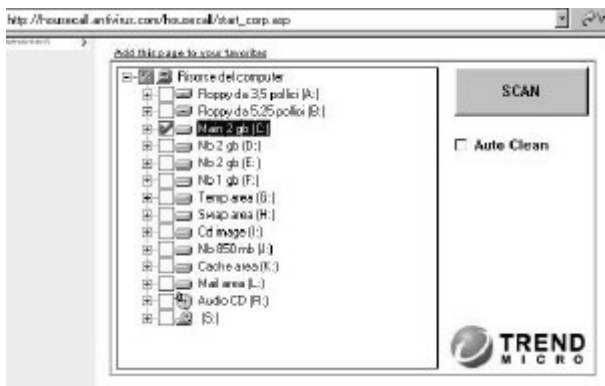 http://housecall.antivirus.com/housecall/start_corp.asp
Add this page to your favorites
Risorse del computer
Floppy da 3,5 pollici (A:)
Floppy da 5,25 pollici (B:)
Main 2 gb (C:)
Nb 2 gb (D:)
Nb 2 gb (E:)
Nb 1 gb (F:)
Temp area (G:)
Swap area (H:)
Cd image (I:)
Nb 850 mb (J:)
Cache area (K:)
Mail area (L:)
Audio CD (R:)
(S:)
SCAN
Auto Clean
TREND
MICRO